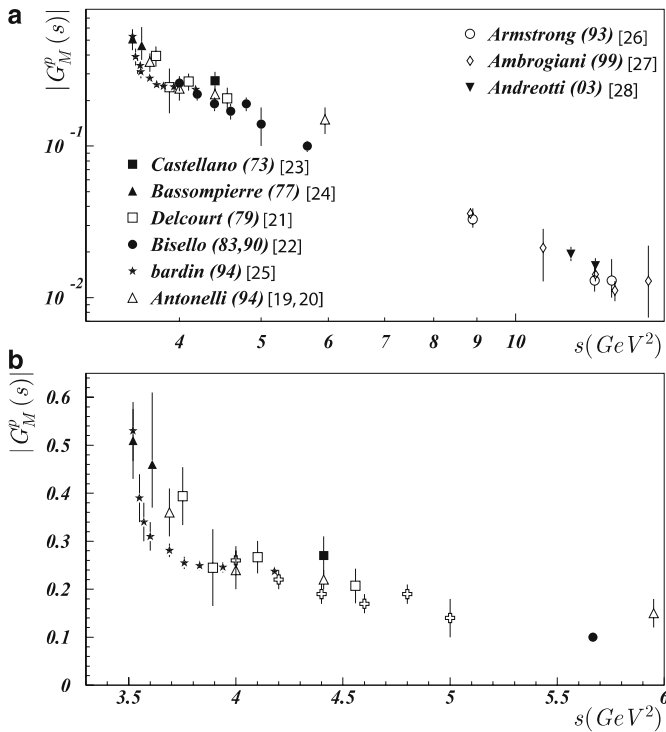 a
|G_M^p(s)|
10^-1
10^-2
Armstrong (93) [26]
Ambrogiani (99) [27]
Andreotti (03) [28]
Castellano (73) [23]
Bassompierre (77) [24]
Delcourt (79) [21]
Bisello (83,90) [22]
bardin (94) [25]
Antonelli (94) [19, 20]
4 5 6 7 8 9 10
s(GeV^2)
b
|G_M^p(s)|
0.6
0.5
0.4
0.3
0.2
0.1
0
3.5 4 4.5 5 5.5 6
s(GeV^2)